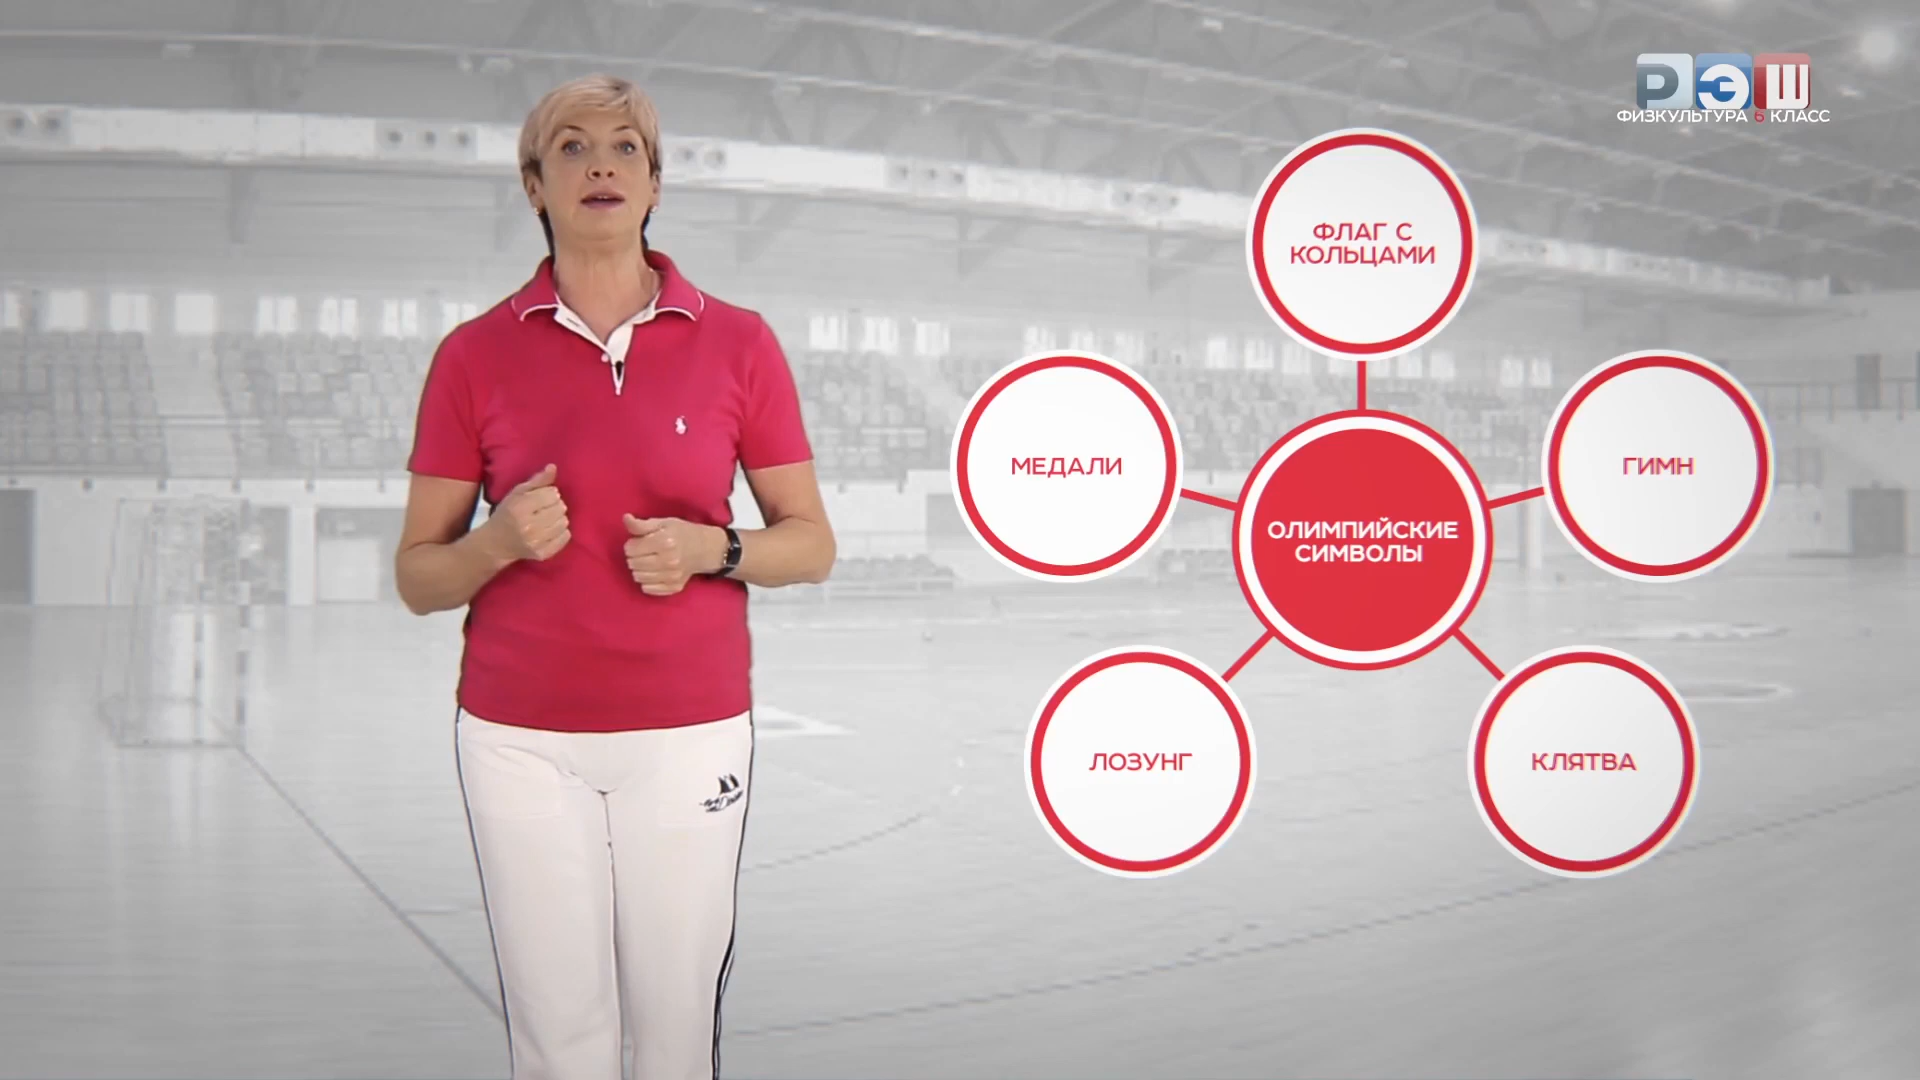 РЭШ
ФИЗКУЛЬТУРА 6 КЛАСС
ФЛАГ С
КОЛЬЦАМИ
МЕДАЛИ
ГИМН
ОЛИМПИЙСКИЕ
СИМВОЛЫ
ЛОЗУНГ
КЛЯТВА